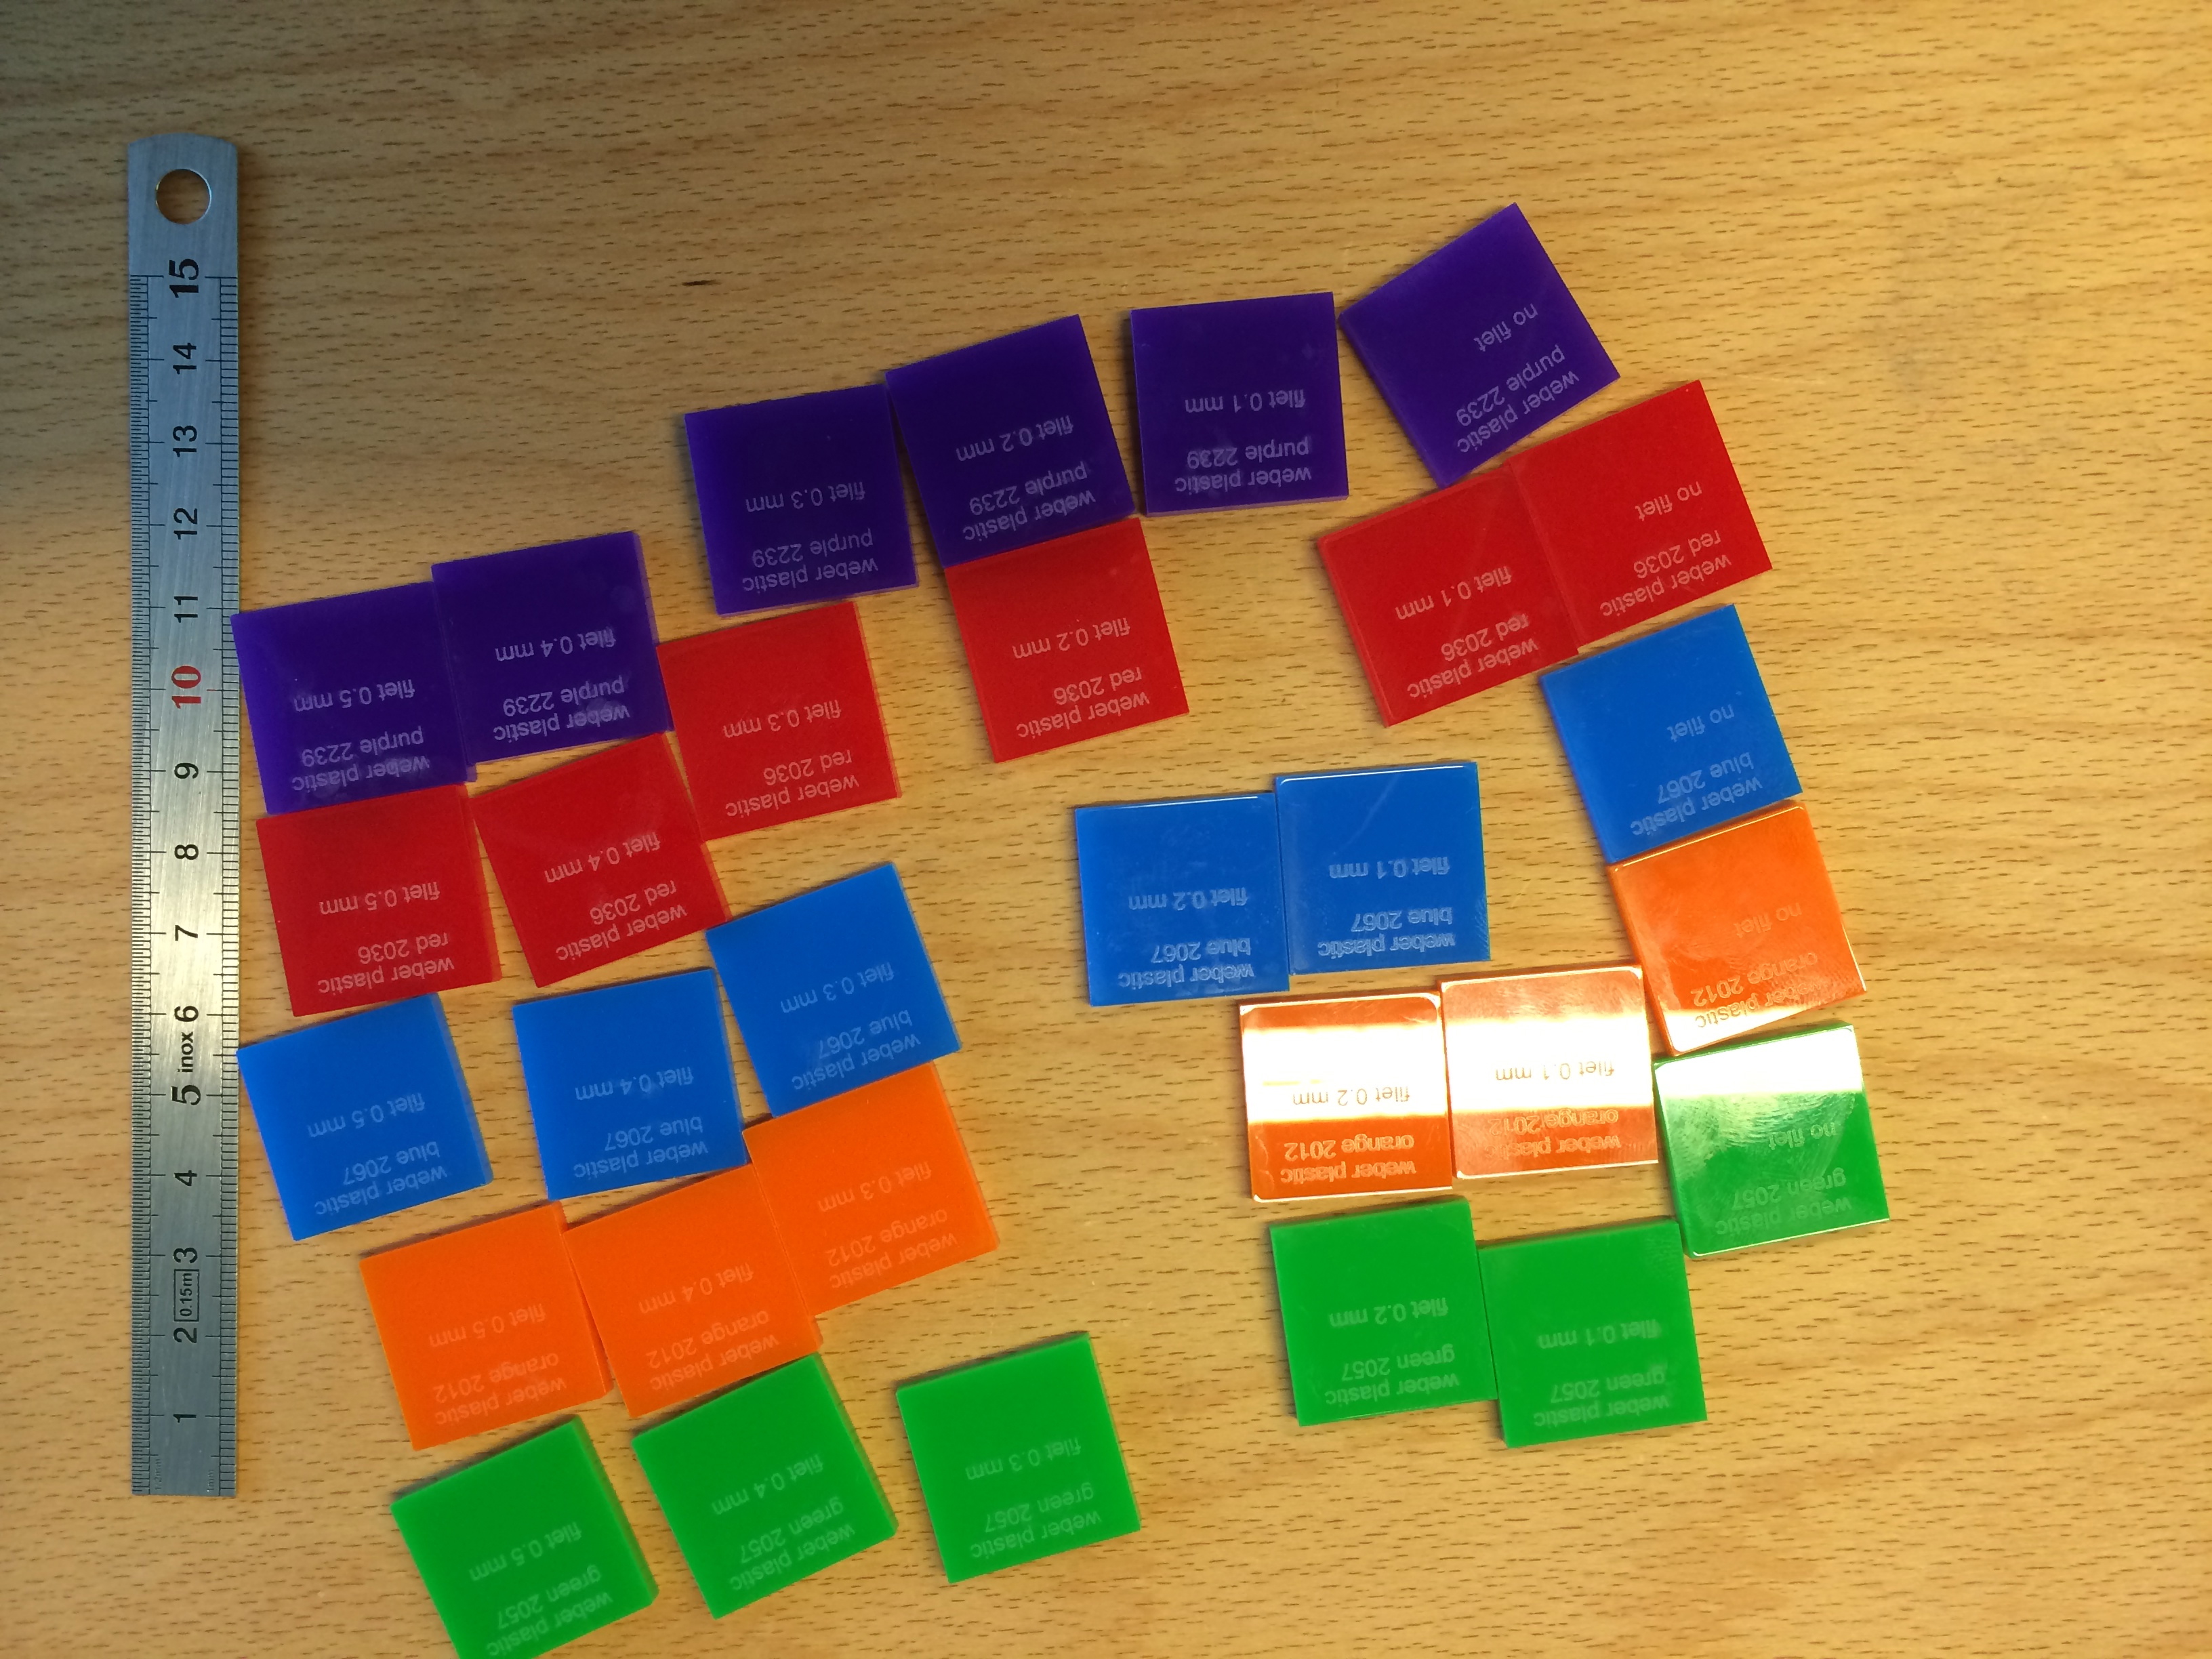 15
14
13
12
11
10
9
8
7
6
inox
5
4
3
0.15m
2
1
weber plastic
purple 2239
no filet
weber plastic
purple 2239
filet 0.1 mm
weber plastic
purple 2239
filet 0.2 mm
weber plastic
purple 2239
filet 0.3 mm
weber plastic
purple 2239
filet 0.4 mm
weber plastic
purple 2239
filet 0.5 mm
weber plastic
red 2036
no filet
weber plastic
red 2036
filet 0.1 mm
weber plastic
red 2036
filet 0.2 mm
weber plastic
red 2036
filet 0.3 mm
weber plastic
red 2036
filet 0.4 mm
weber plastic
red 2036
filet 0.5 mm
weber plastic
blue 2067
no filet
weber plastic
blue 2067
filet 0.1 mm
weber plastic
blue 2067
filet 0.2 mm
weber plastic
blue 2067
filet 0.3 mm
weber plastic
blue 2067
filet 0.4 mm
weber plastic
blue 2067
filet 0.5 mm
weber plastic
orange 2012
no filet
weber plastic
orange 2012
filet 0.1 mm
weber plastic
orange 2012
filet 0.2 mm
weber plastic
orange 2012
filet 0.3 mm
weber plastic
orange 2012
filet 0.4 mm
weber plastic
orange 2012
filet 0.5 mm
weber plastic
green 2057
no filet
weber plastic
green 2057
filet 0.1 mm
weber plastic
green 2057
filet 0.2 mm
weber plastic
green 2057
filet 0.3 mm
weber plastic
green 2057
filet 0.4 mm
weber plastic
green 2057
filet 0.5 mm